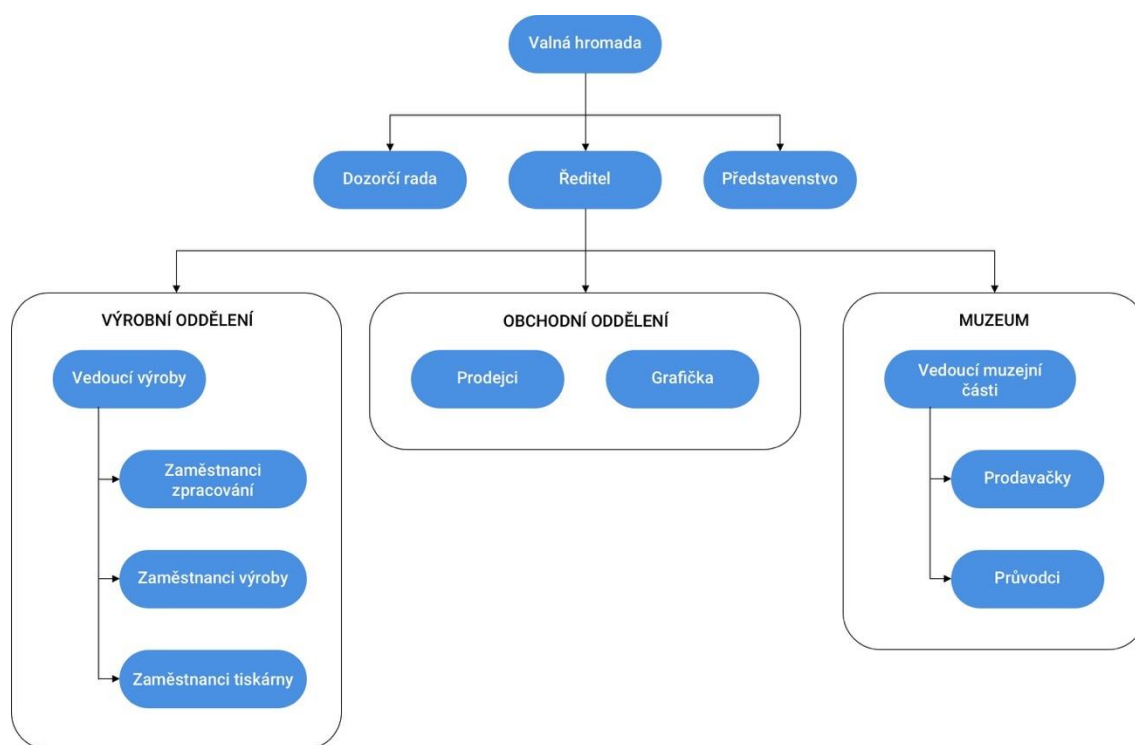 Valná hromada
Dozorčí rada
Ředitel
Představenstvo
VÝROBNÍ ODDĚLENÍ
Vedoucí výroby
Zaměstnanci
zpracování
Zaměstnanci výroby
Zaměstnanci tiskárny
OBCHODNÍ ODDĚLENÍ
Prodejci
Grafička
MUZEUM
Vedoucí muzejní
části
Prodavačky
Průvodci